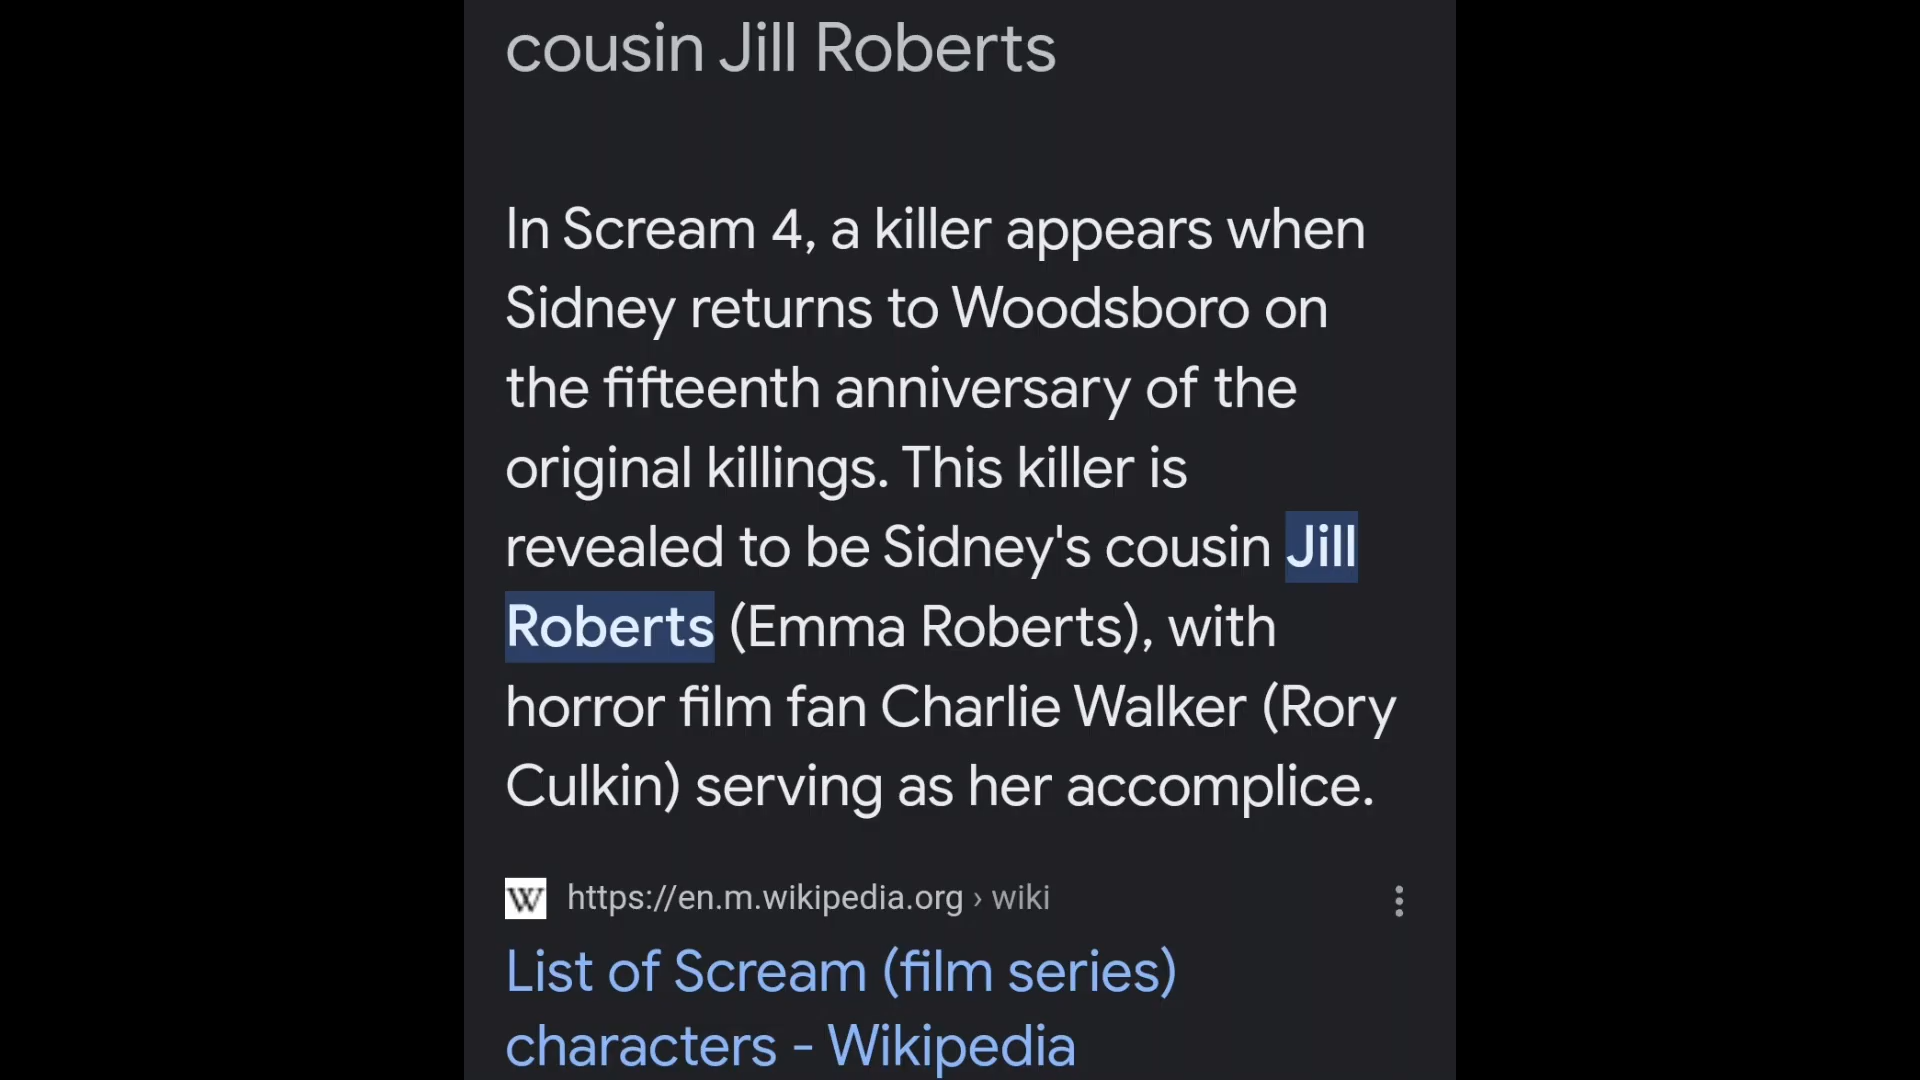 cousin Jill Roberts
In Scream 4, a killer appears when
Sidney returns to Woodsboro on
the fifteenth anniversary of the
original killings. This killer is
revealed to be Sidney's cousin Jill
Roberts (Emma Roberts), with
horror film fan Charlie Walker (Rory
Culkin) serving as her accomplice.
W https://en.m.wikipedia.org › wiki
List of Scream (film series)
characters - Wikipedia